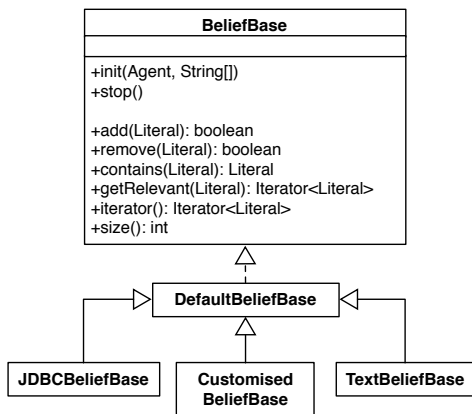 BeliefBase
+init(Agent, String[])
+stop()
+add(Literal): boolean
+remove(Literal): boolean
+contains(Literal): Literal
+getRelevant(Literal): Iterator<Literal>
+iterator(): Iterator<Literal>
+size(): int
DefaultBeliefBase
JDBCBeliefBase
Customised
BeliefBase
TextBeliefBase